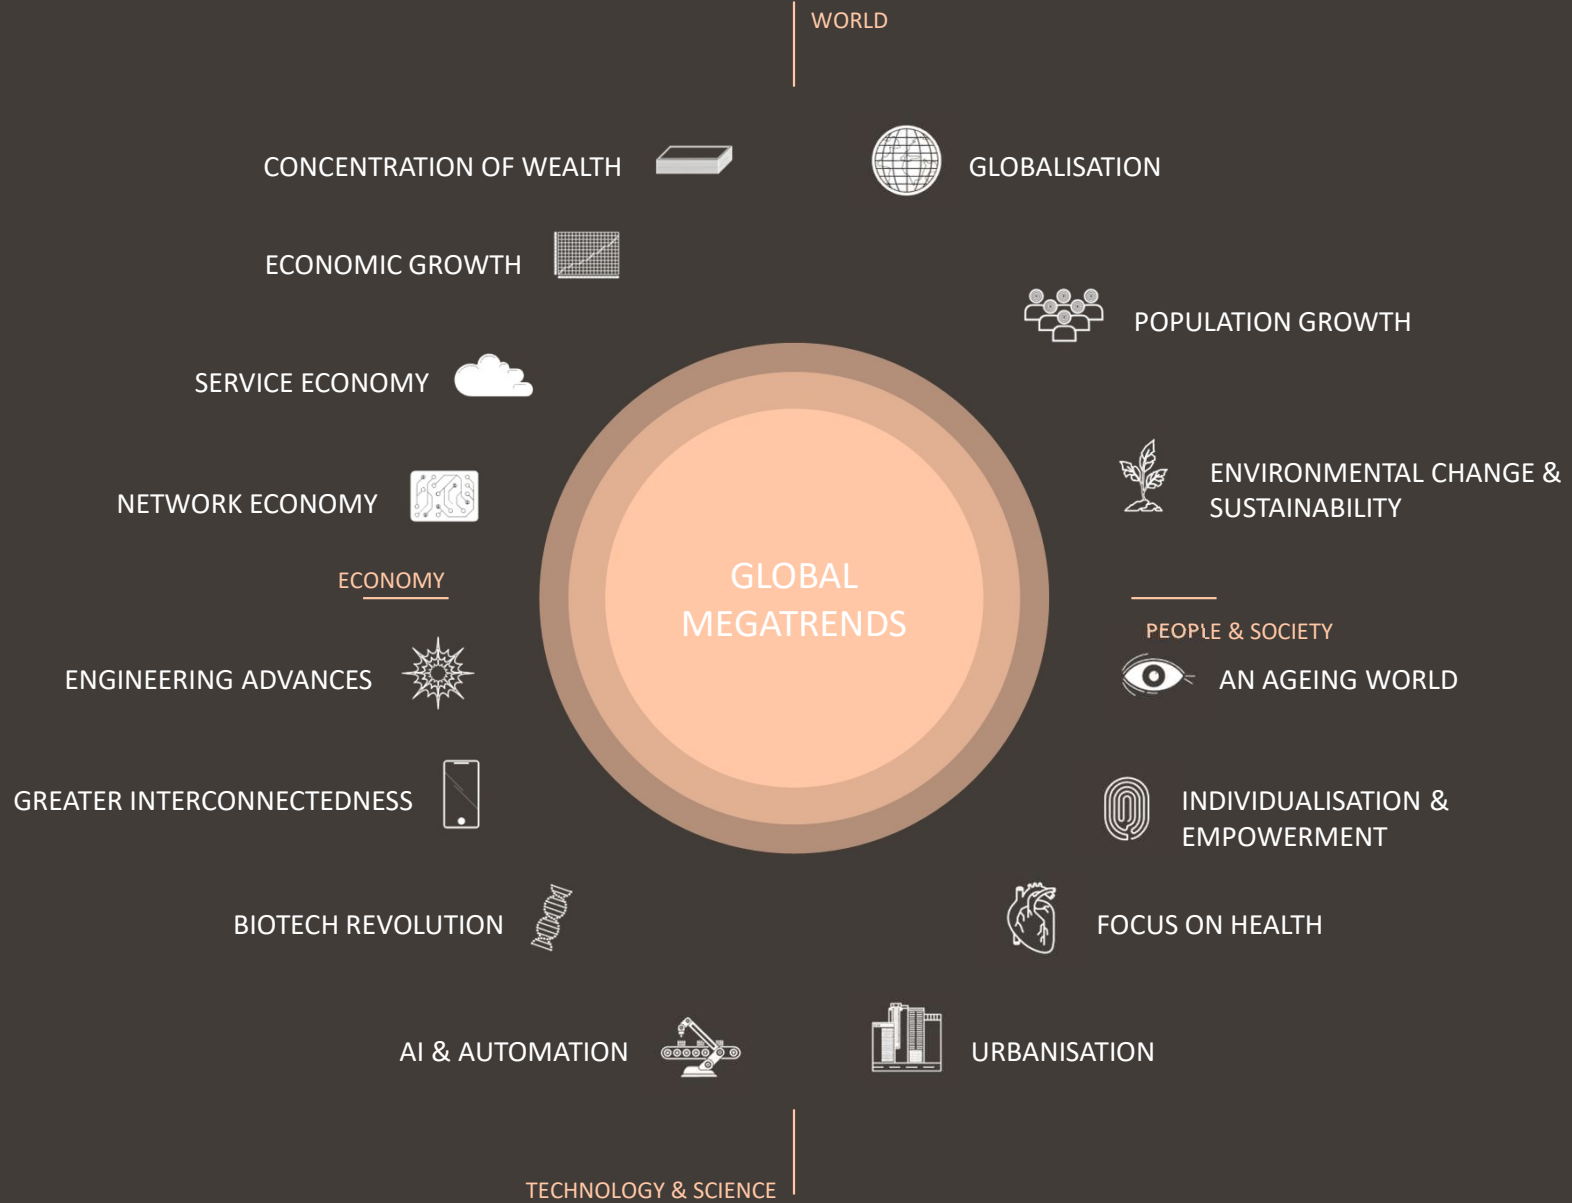 WORLD
CONCENTRATION OF WEALTH
GLOBALISATION
ECONOMIC GROWTH
POPULATION GROWTH
SERVICE ECONOMY
ENVIRONMENTAL CHANGE &
SUSTAINABILITY
NETWORK ECONOMY
GLOBAL
MEGATRENDS
ECONOMY
PEOPLE & SOCIETY
ENGINEERING ADVANCES
AN AGEING WORLD
GREATER INTERCONNECTEDNESS
INDIVIDUALISATION &
EMPOWERMENT
BIOTECH REVOLUTION
FOCUS ON HEALTH
AI & AUTOMATION
URBANISATION
TECHNOLOGY & SCIENCE